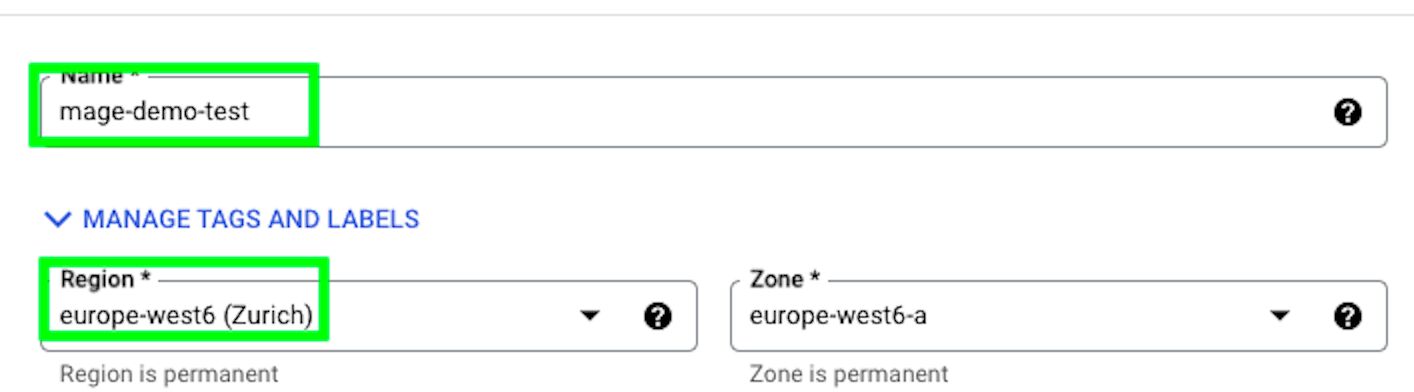 Name *
mage-demo-test
MANAGE TAGS AND LABELS
Region *
Zone *
europe-west6 (Zurich)
europe-west6-a
Region is permanent
Zone is permanent